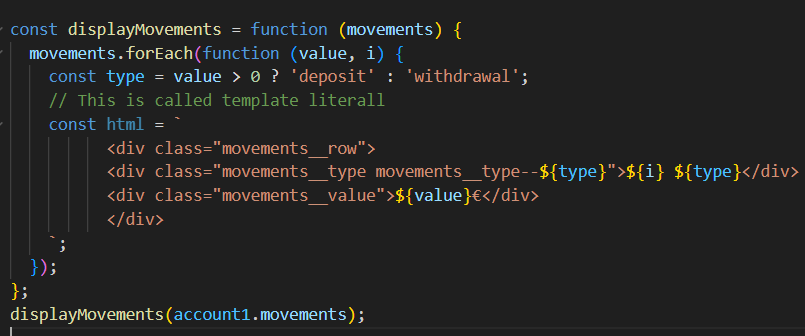 const displayMovements = function (movements) {
  movements.forEach(function (value, i) {
    const type = value > 0 ? 'deposit' : 'withdrawal';
    // This is called template literall
    const html = `
          <div class="movements__row">
          <div class="movements__type movements__type--${type}">${i} ${type}</div>
          <div class="movements__value">${value}€</div>
          </div>
    `;
  });
};
displayMovements(account1.movements);